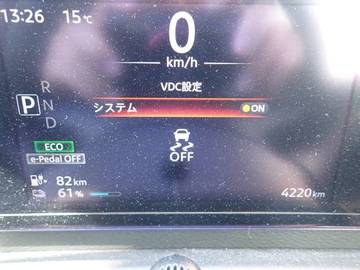 13:26 15℃
0
km/h
R
N
D
P
VDC設定
システム ON
OFF
ECO
e-Pedal OFF
82km
61%
4220km